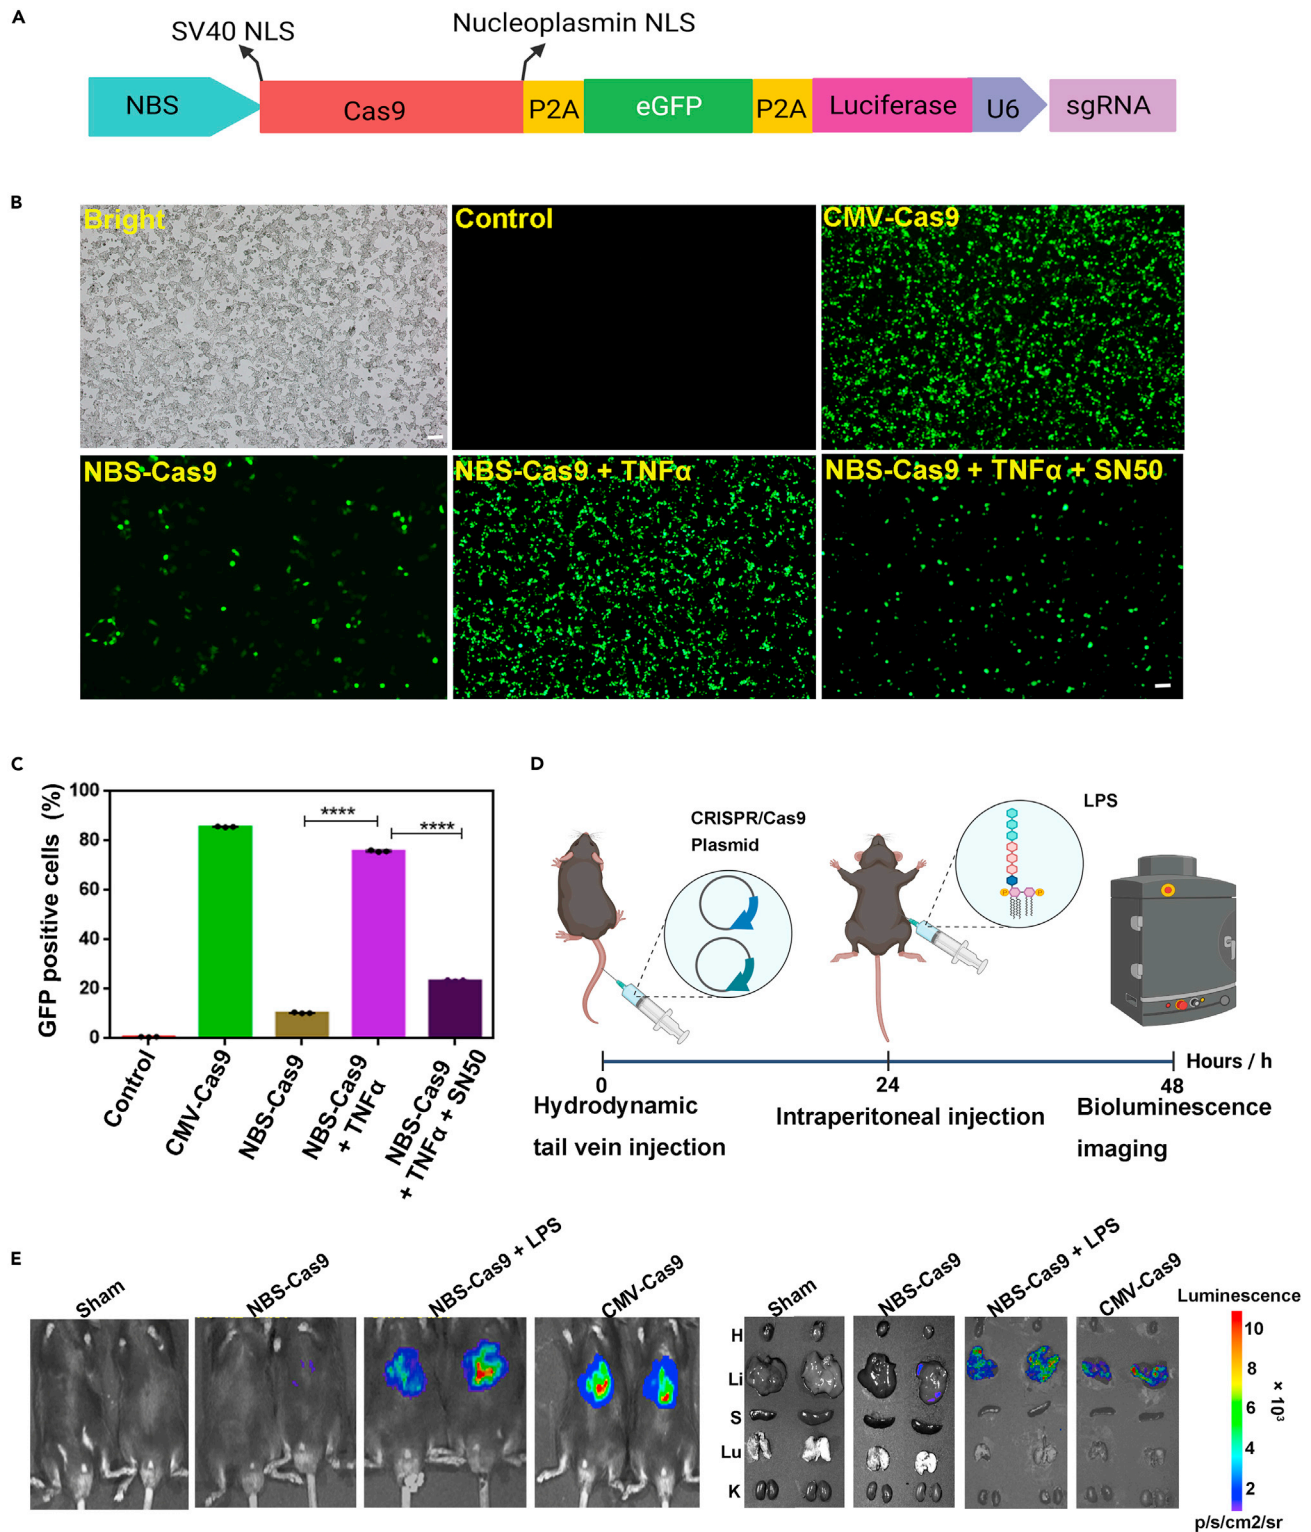 A
SV40 NLS
Nucleoplasmin NLS
NBS
Cas9
P2A
eGFP
P2A
Luciferase
U6
sgRNA
B
Bright
Control
CMV-Cas9
NBS-Cas9
NBS-Cas9 + TNFα
NBS-Cas9 + TNFα + SN50
C
GFP positive cells (%)
100
80
60
40
20
0
****
****
Control
CMV-Cas9
NBS-Cas9
NBS-Cas9
+ TNFα
NBS-Cas9
+ TNFα + SN50
D
CRISPR/Cas9
Plasmid
LPS
P
P
0
24
48
Hours / h
Hydrodynamic
tail vein injection
Intraperitoneal injection
Bioluminescence
imaging
E
Sham
NBS-Cas9
NBS-Cas9 + LPS
CMV-Cas9
Sham
NBS-Cas9
NBS-Cas9 + LPS
CMV-Cas9
H
Li
S
Lu
K
Luminescence
10
8
6
4
2
× 10³
p/s/cm2/sr